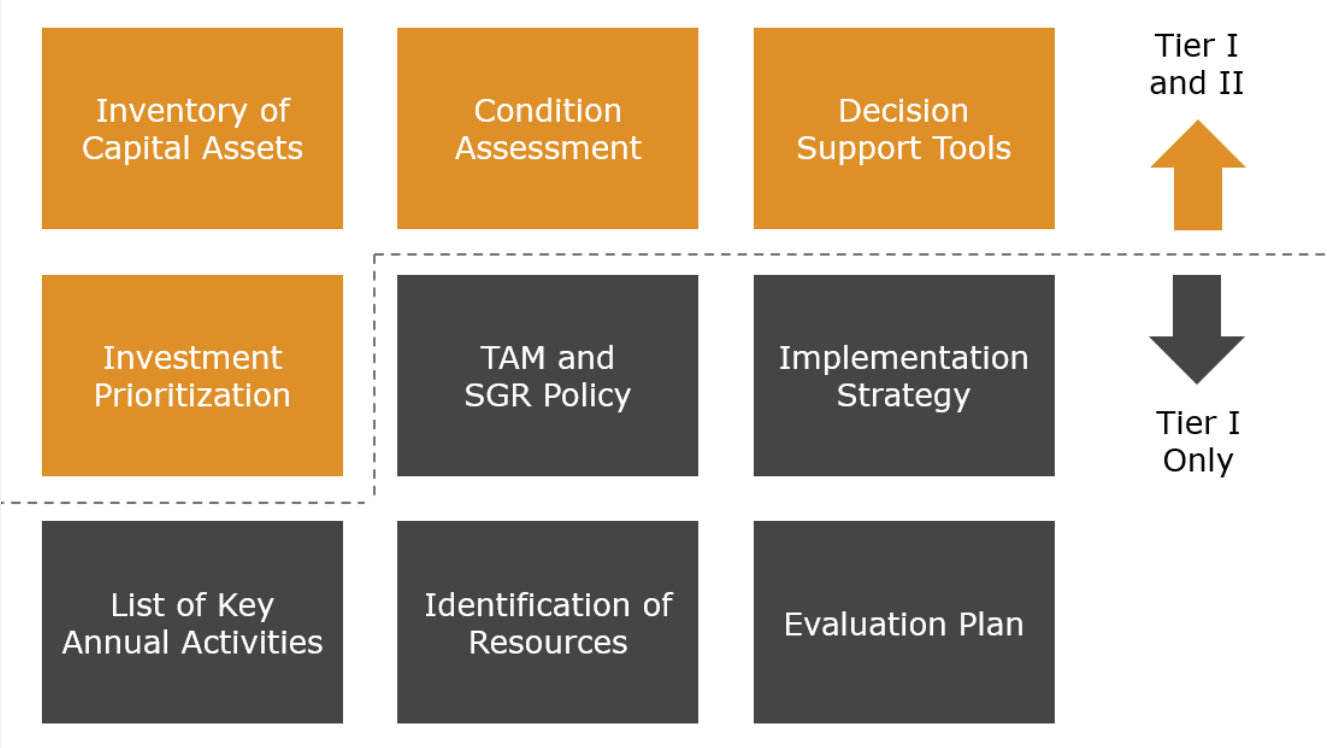 Inventory of
Capital Assets
Condition
Assessment
Decision
Support Tools
Tier I
and II
Investment
Prioritization
TAM and
SGR Policy
Implementation
Strategy
Tier I
Only
List of Key
Annual Activities
Identification of
Resources
Evaluation Plan